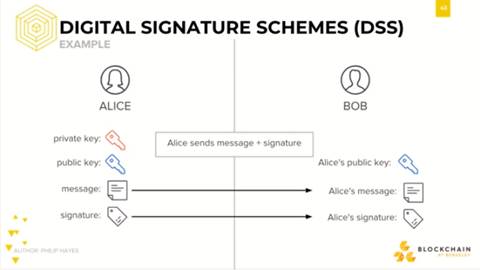 48
DIGITAL SIGNATURE SCHEMES (DSS)
EXAMPLE
ALICE
BOB
Alice sends message + signature
private key:
public key:
message:
signature:
Alice's public key:
Alice's message:
Alice's signature:
AUTHOR: PHILIP HAYES
BLOCKCHAIN
AT BERKELEY